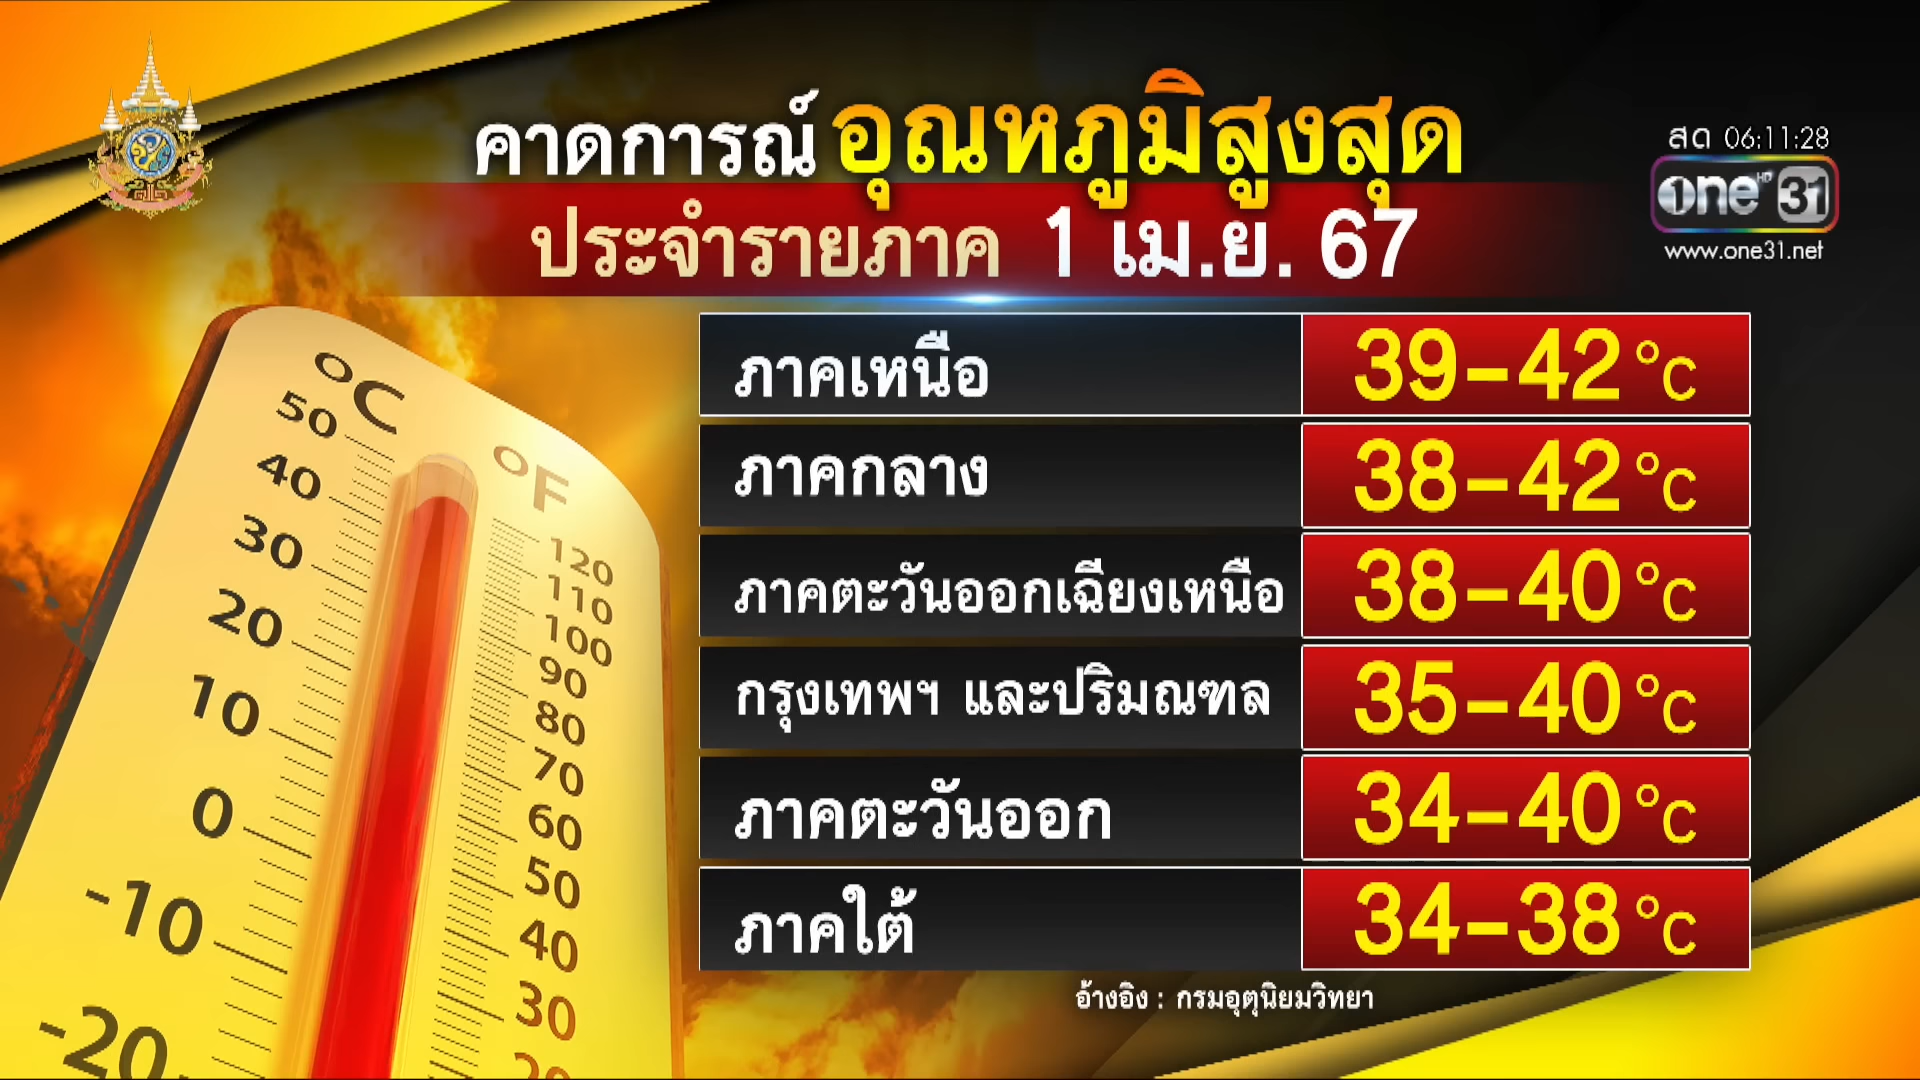 คาดการณ์ อุณหภูมิสูงสุด
ประจำรายภาค 1 เม.ย. 67
สด 06:11:28
one HD 31
www.one31.net
ภาคเหนือ 39-42 °C
ภาคกลาง 38-42 °C
ภาคตะวันออกเฉียงเหนือ 38-40 °C
กรุงเทพฯ และปริมณฑล 35-40 °C
ภาคตะวันออก 34-40 °C
ภาคใต้ 34-38 °C
อ้างอิง : กรมอุตุนิยมวิทยา
°C
50
40
30
20
10
0
-10
-20
°F
120
110
100
90
80
70
60
50
40
30
20